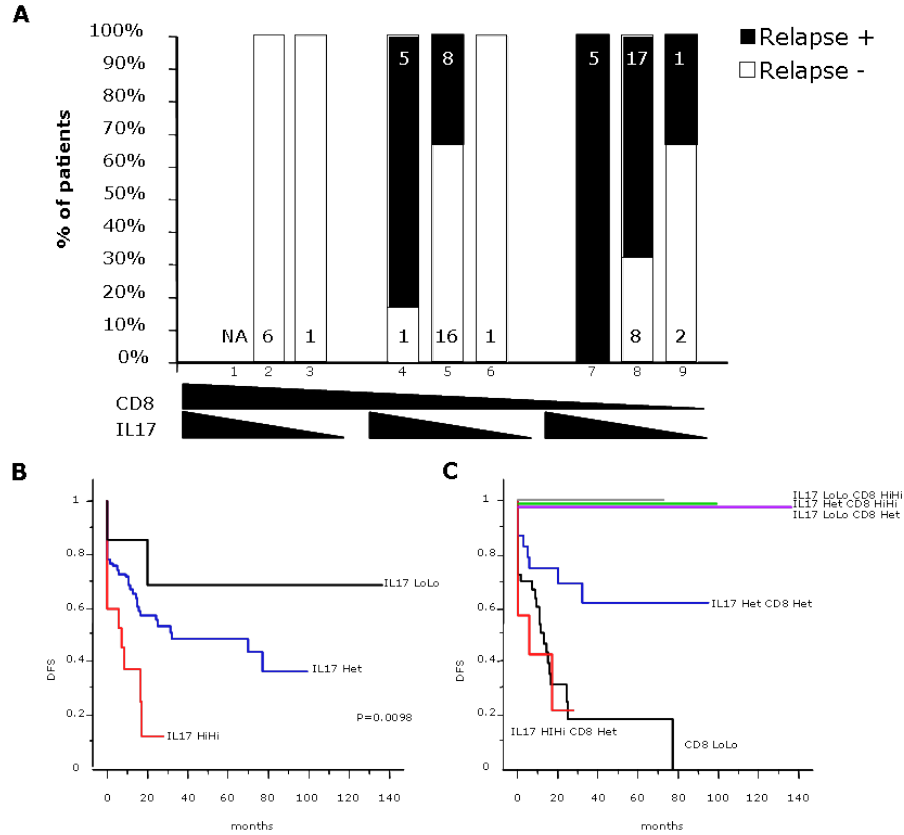 A
Relapse +
Relapse -
% of patients
100%
90%
80%
70%
60%
50%
40%
30%
20%
10%
0%
5 8 5 17 1
NA 6 1 1 16 1 8 2
1 2 3 4 5 6 7 8 9
CD8
IL17
B
DFS
1
0.8
0.6
0.4
0.2
0
IL17 LoLo
IL17 Het
P=0.0098
IL17 HiHi
0 20 40 60 80 100 120 140
months
C
DFS
1
0.8
0.6
0.4
0.2
0
IL17 LoLo CD8 HiHi
IL17 Het CD8 HiHi
IL17 LoLo CD8 Het
IL17 Het CD8 Het
IL17 HIHi CD8 Het
CD8 LoLo
0 20 40 60 80 100 120 140
months